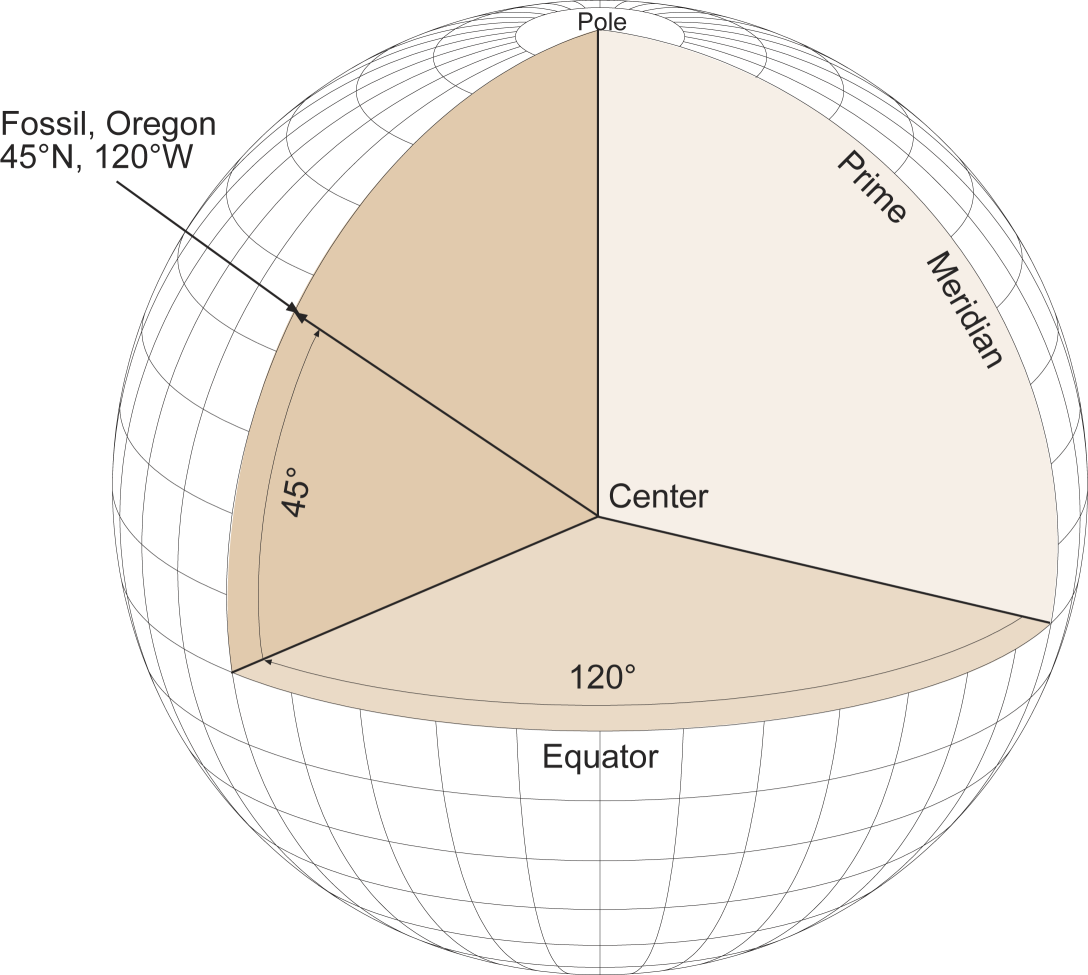 Pole
Fossil, Oregon
45°N, 120°W
Prime Meridian
45°
Center
120°
Equator